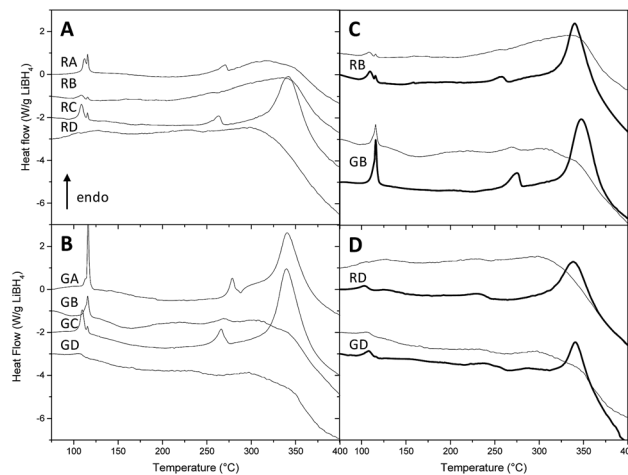 A
RA
RB
RC
RD
endo
Heat flow (W/g LiBH4)
2
0
-2
-4
-6
C
RB
GB
B
GA
GB
GC
GD
Heat Flow (W/g LiBH4)
2
0
-2
-4
-6
100 150 200 250 300 350 400
Temperature (°C)
D
RD
GD
100 150 200 250 300 350 400
Temperature (°C)